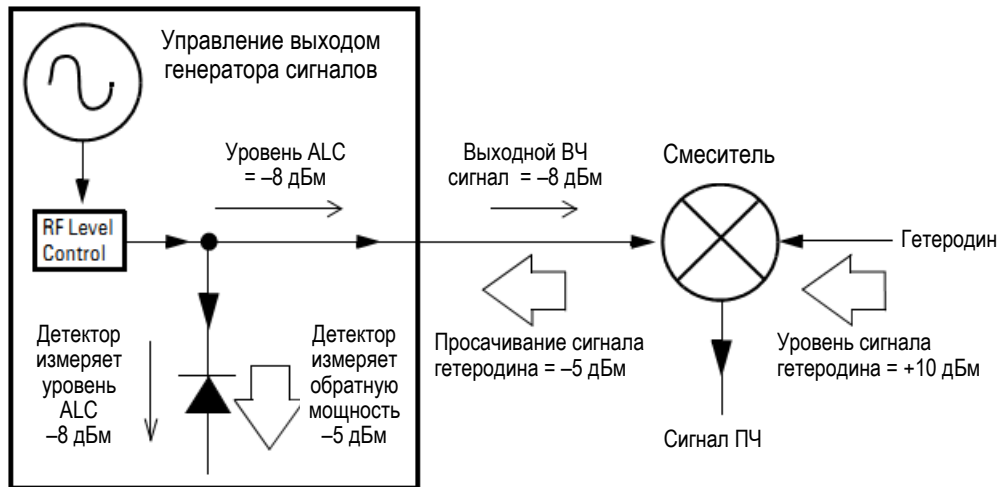 Управление выходом
генератора сигналов
Уровень ALC
= –8 дБм
Выходной ВЧ
сигнал = –8 дБм
Смеситель
RF Level
Control
Гетеродин
Детектор
измеряет
уровень
ALC
–8 дБм
Детектор
измеряет
обратную
мощность
–5 дБм
Просачивание сигнала
гетеродина = –5 дБм
Уровень сигнала
гетеродина = +10 дБм
Сигнал ПЧ